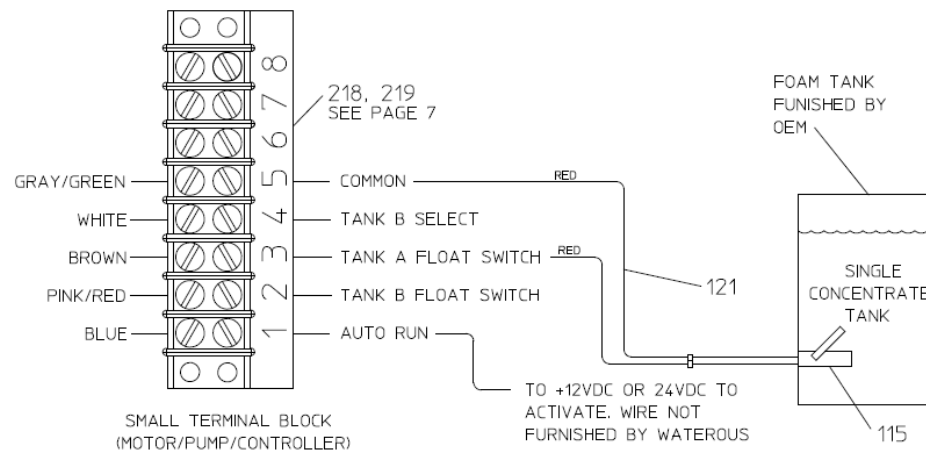 8
7
6
5
4
3
2
1
218, 219
SEE PAGE 7
GRAY/GREEN
COMMON
RED
WHITE
TANK B SELECT
BROWN
TANK A FLOAT SWITCH
RED
PINK/RED
TANK B FLOAT SWITCH
BLUE
AUTO RUN
121
FOAM TANK
FUNISHED BY
OEM
SINGLE
CONCENTRATE
TANK
115
TO +12VDC OR 24VDC TO
ACTIVATE. WIRE NOT
FURNISHED BY WATEROUS
SMALL TERMINAL BLOCK
(MOTOR/PUMP/CONTROLLER)